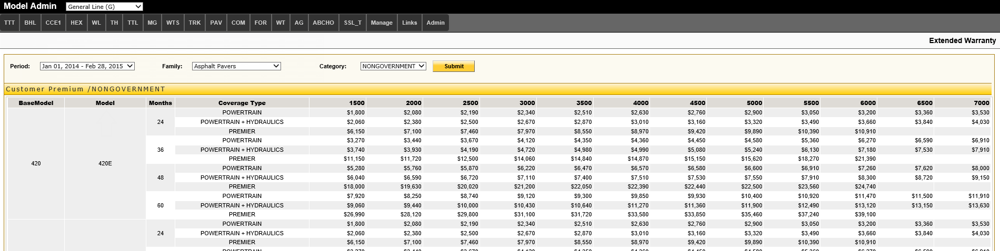 Model Admin General Line (G)
TTT BHL CCE1 HEX WL TH TTL MG WTS TRK PAV COM FOR WT AG ABCHO SSL_T Manage Links Admin
Extended Warranty
Period: Jan 01, 2014 - Feb 28, 2015 Family: Asphalt Pavers Category: NONGOVERNMENT Submit
Customer Premium /NONGOVERNMENT
BaseModel Model Months Coverage Type 1500 2000 2500 3000 3500 4000 4500 5000 5500 6000 6500 7000
POWERTRAIN $1,800 $2,080 $2,190 $2,340 $2,510 $2,630 $2,760 $2,900 $3,050 $3,200 $3,360 $3,530
24 POWERTRAIN + HYDRAULICS $2,060 $2,380 $2,500 $2,670 $2,870 $3,010 $3,160 $3,320 $3,490 $3,660 $3,840 $4,030
PREMIER $6,150 $7,100 $7,460 $7,970 $8,550 $8,970 $9,420 $9,890 $10,390 $10,910
POWERTRAIN $3,270 $3,440 $3,670 $4,120 $4,350 $4,360 $4,450 $4,580 $5,360 $6,270 $6,590 $6,910
36 POWERTRAIN + HYDRAULICS $3,740 $3,930 $4,190 $4,720 $4,980 $4,990 $5,080 $5,240 $6,130 $7,180 $7,530 $7,910
PREMIER $11,150 $11,720 $12,500 $14,060 $14,840 $14,870 $15,150 $15,620 $18,270 $21,390
420 420E
POWERTRAIN $5,280 $5,760 $5,870 $6,220 $6,470 $6,570 $6,580 $6,600 $6,910 $7,260 $7,620 $8,000
48 POWERTRAIN + HYDRAULICS $6,040 $6,590 $6,720 $7,110 $7,400 $7,510 $7,530 $7,550 $7,910 $8,300 $8,720 $9,150
PREMIER $18,000 $19,630 $20,020 $21,200 $22,050 $22,390 $22,440 $22,500 $23,560 $24,740
POWERTRAIN $7,920 $8,250 $8,740 $9,120 $9,300 $9,850 $9,930 $10,400 $10,920 $11,470 $11,500 $11,910
60 POWERTRAIN + HYDRAULICS $9,060 $9,440 $10,000 $10,430 $10,640 $11,270 $11,360 $11,900 $12,490 $13,120 $13,150 $13,630
PREMIER $26,990 $28,120 $29,800 $31,100 $31,720 $33,580 $33,850 $35,460 $37,240 $39,100
POWERTRAIN $1,800 $2,080 $2,190 $2,340 $2,510 $2,630 $2,760 $2,900 $3,050 $3,200 $3,360 $3,530
24 POWERTRAIN + HYDRAULICS $2,060 $2,380 $2,500 $2,670 $2,870 $3,010 $3,160 $3,320 $3,490 $3,660 $3,840 $4,030
PREMIER $6,150 $7,100 $7,460 $7,970 $8,550 $8,970 $9,420 $9,890 $10,390 $10,910